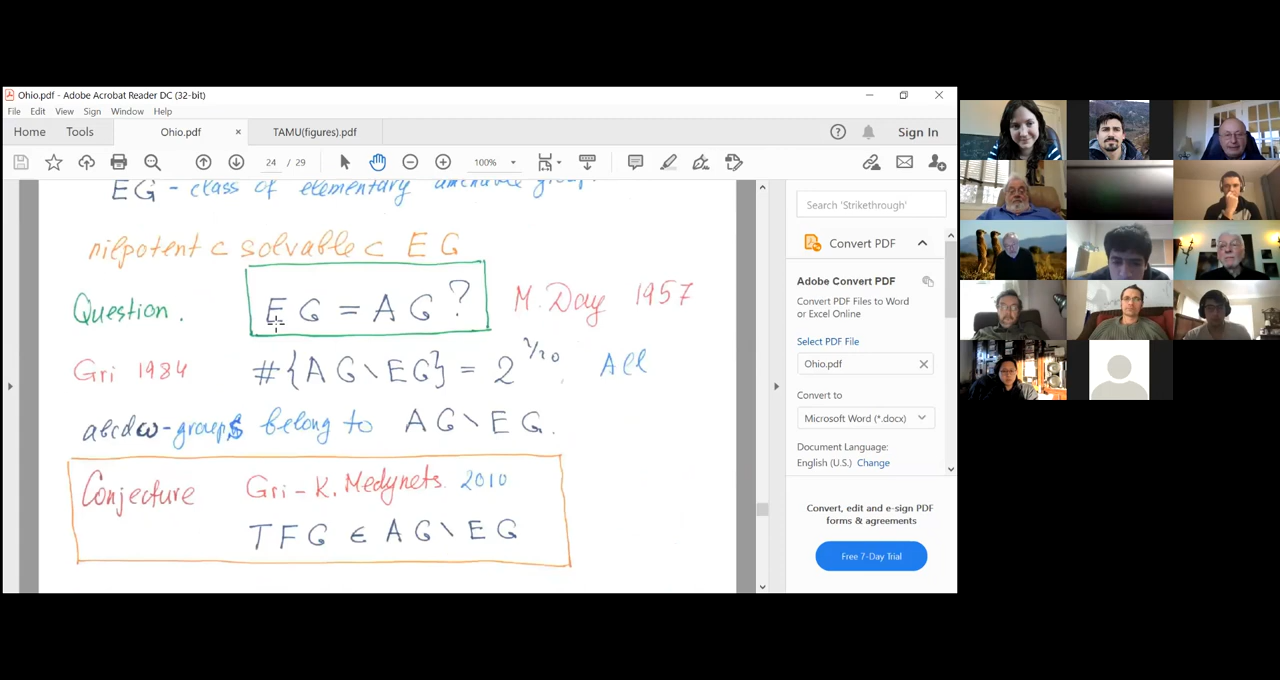 Ohio.pdf - Adobe Acrobat Reader DC (32-bit)
File Edit View Sign Window Help
Home Tools Ohio.pdf × TAMU(figures).pdf Sign In
24 / 29 100%
EG - class of elementary amenable group
nilpotent ⊂ solvable ⊂ EG
Question. EG = AG? M. Day 1957
Gri 1984 #{AG\EG} = 2^ℵ0. All
abcdω-groups belong to AG\EG.
Conjecture Gri-K. Medynets. 2010
TFG ∈ AG\EG
Search 'Strikethrough'
Convert PDF
Adobe Convert PDF
Convert PDF Files to Word
or Excel Online
Select PDF File
Ohio.pdf
Convert to
Microsoft Word (*.docx)
Document Language:
English (U.S.) Change
Convert, edit and e-sign PDF
forms & agreements
Free 7-Day Trial